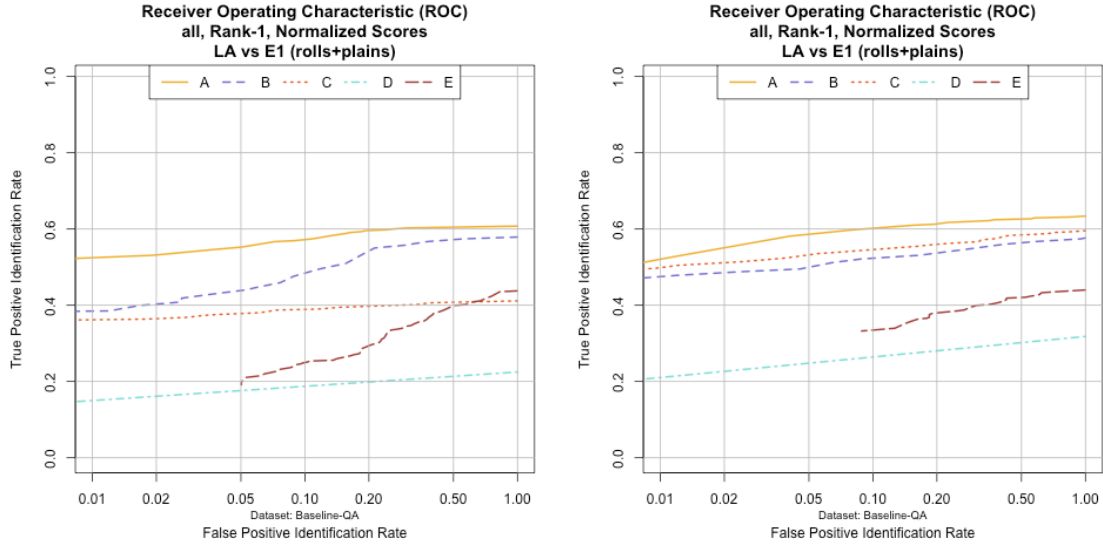 Receiver Operating Characteristic (ROC)
all, Rank-1, Normalized Scores
LA vs E1 (rolls+plains)
A B C D E
True Positive Identification Rate
1.0
0.8
0.6
0.4
0.2
0.0
0.01 0.02 0.05 0.10 0.20 0.50 1.00
Dataset: Baseline-QA
False Positive Identification Rate
Receiver Operating Characteristic (ROC)
all, Rank-1, Normalized Scores
LA vs E1 (rolls+plains)
A B C D E
True Positive Identification Rate
1.0
0.8
0.6
0.4
0.2
0.0
0.01 0.02 0.05 0.10 0.20 0.50 1.00
Dataset: Baseline-QA
False Positive Identification Rate